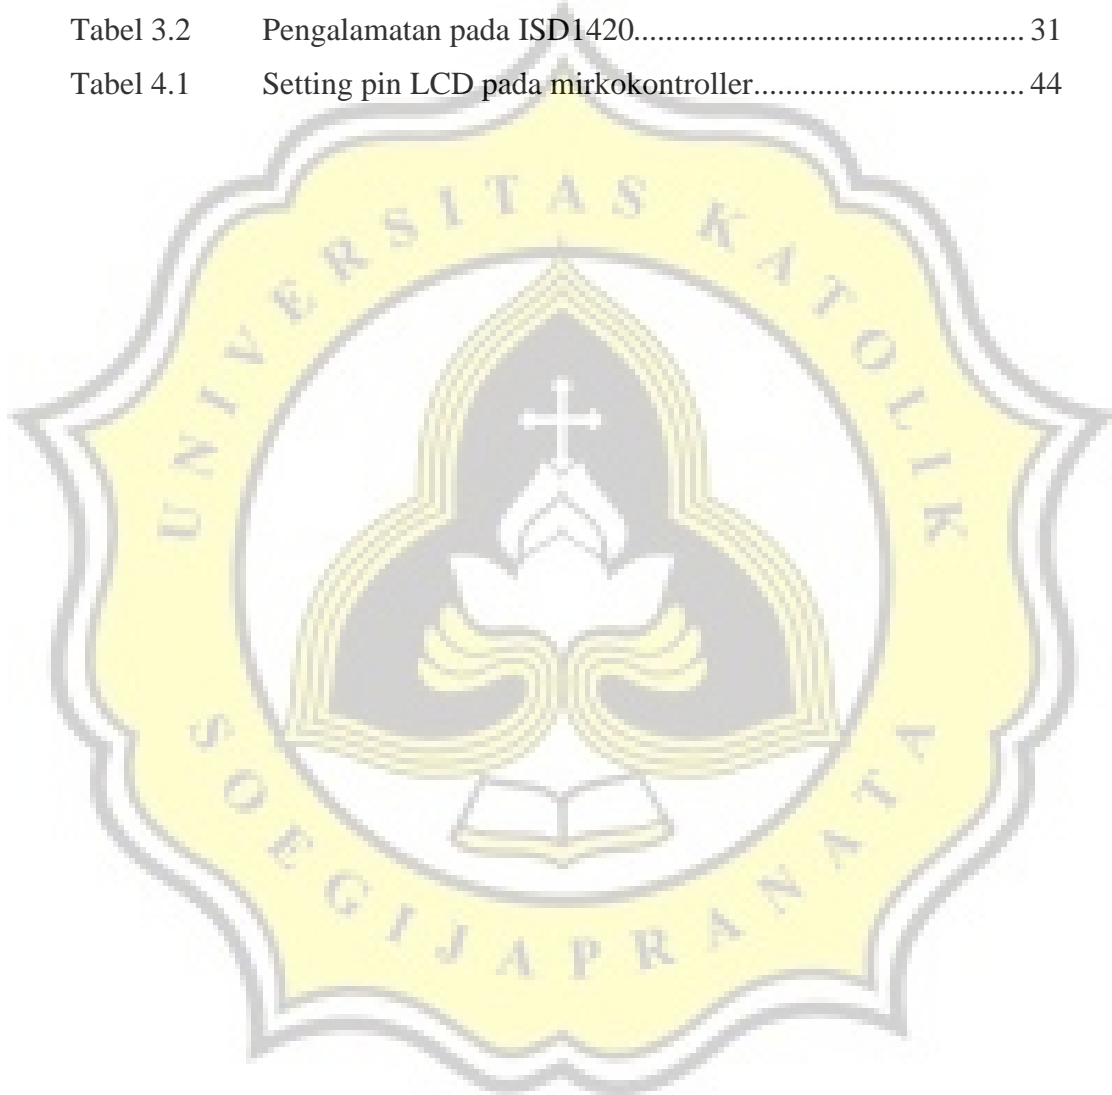 Tabel 3.2 Pengalamatan pada ISD1420................................................ 31
Tabel 4.1 Setting pin LCD pada mirkokontroller.................................. 44
UNIVERSITAS KATOLIK
SOEGIJAPRANATA